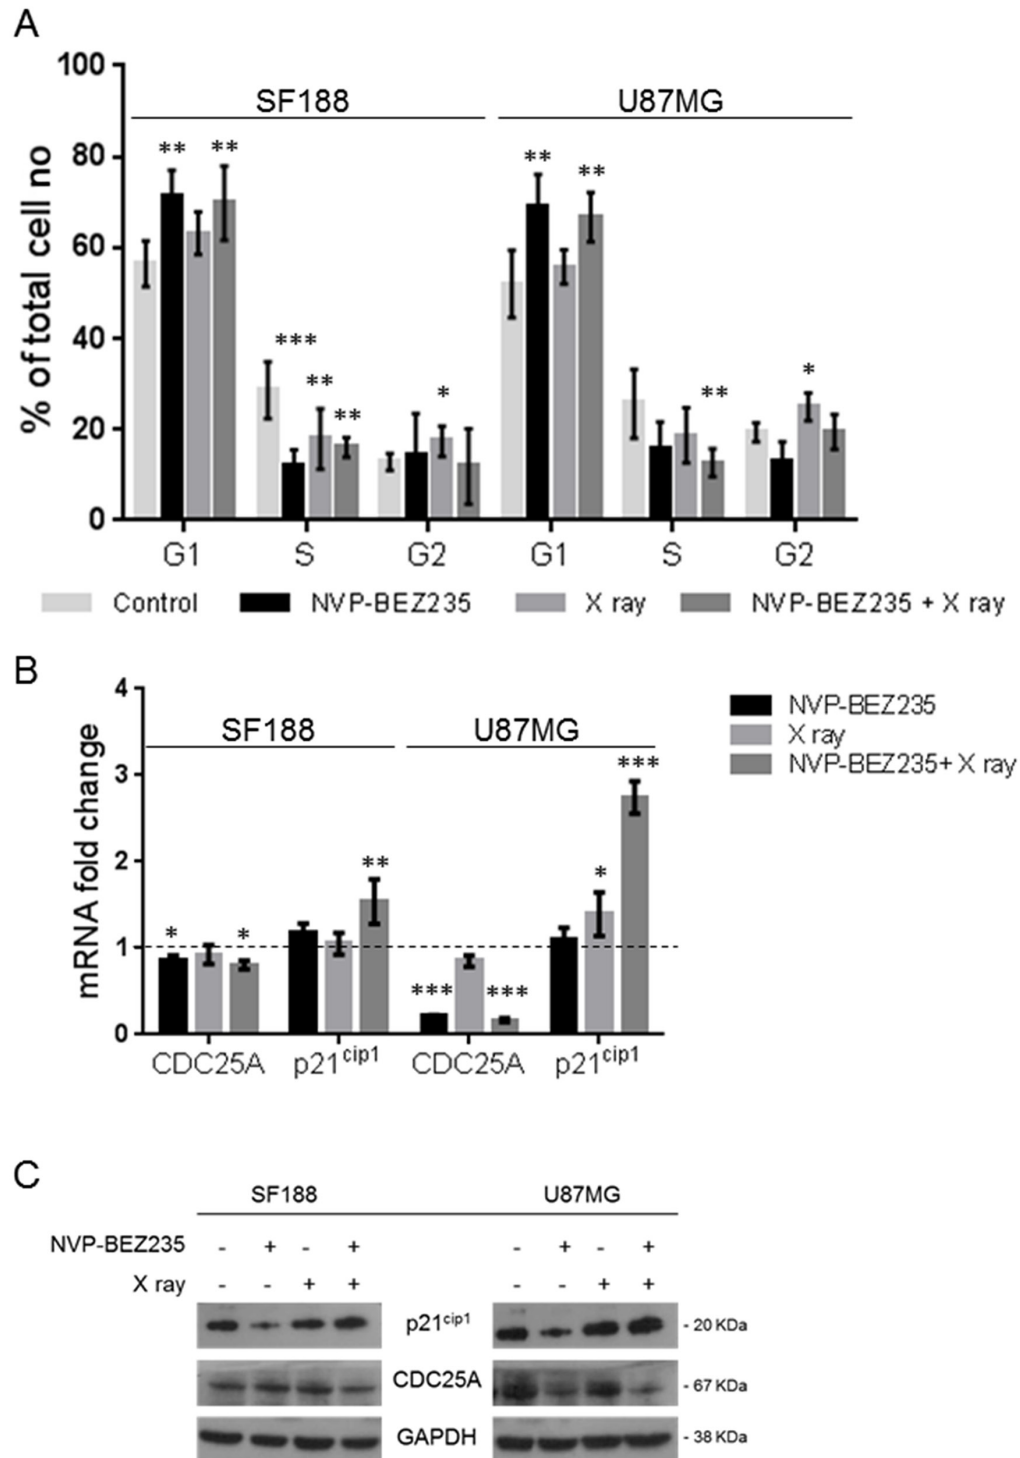 A
100
80
60
40
20
0
% of total cell no
SF188
U87MG
** **
*** ** **
*
** **
**
*
G1 S G2 G1 S G2
Control NVP-BEZ235 X ray NVP-BEZ235 + X ray
B
4
3
2
1
0
mRNA fold change
SF188
U87MG
* *
**
*** ***
* ***
CDC25A p21cip1 CDC25A p21cip1
NVP-BEZ235
X ray
NVP-BEZ235+ X ray
C
SF188 U87MG
NVP-BEZ235 - + - + - + - +
X ray - - + + - - + +
p21cip1 - 20 KDa
CDC25A - 67 KDa
GAPDH - 38 KDa